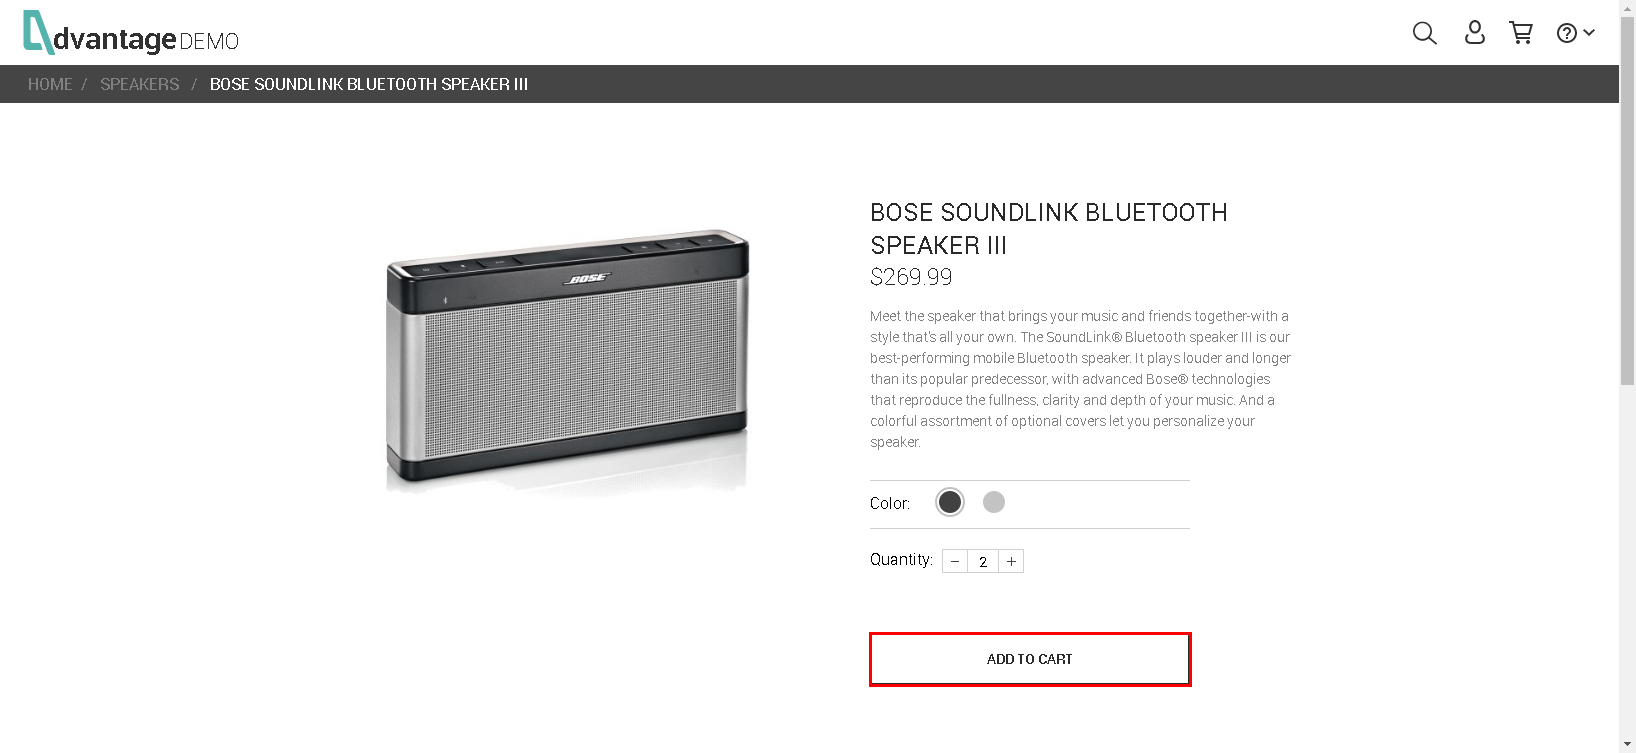 dvantage DEMO
HOME / SPEAKERS / BOSE SOUNDLINK BLUETOOTH SPEAKER III
BOSE
BOSE SOUNDLINK BLUETOOTH
SPEAKER III
$269.99
Meet the speaker that brings your music and friends together-with a
style that's all your own. The SoundLink® Bluetooth speaker III is our
best-performing mobile Bluetooth speaker. It plays louder and longer
than its popular predecessor, with advanced Bose® technologies
that reproduce the fullness, clarity and depth of your music. And a
colorful assortment of optional covers let you personalize your
speaker.
Color:
Quantity: − 2 +
ADD TO CART